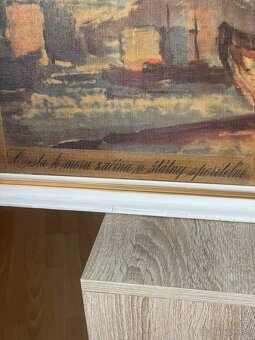 Cesta k moru začína v štátnej sporiteľni